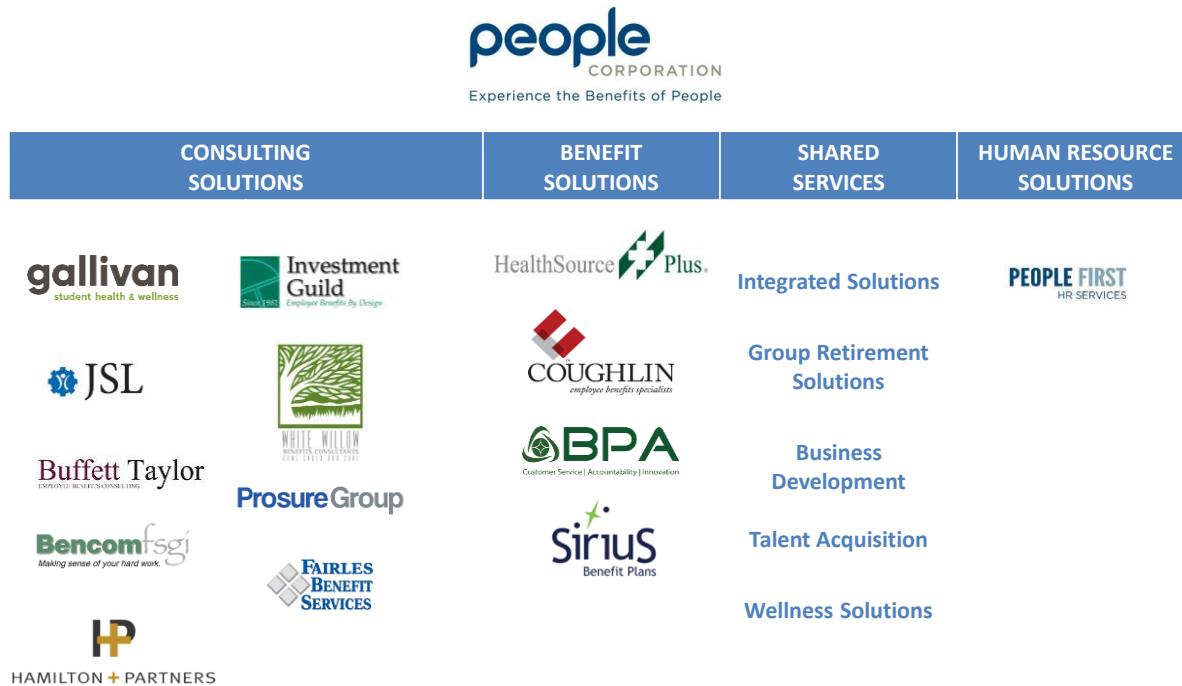 people
CORPORATION
Experience the Benefits of People
CONSULTING
SOLUTIONS
BENEFIT
SOLUTIONS
SHARED
SERVICES
HUMAN RESOURCE
SOLUTIONS
gallivan
student health & wellness
JSL
Buffett Taylor
EMPLOYEE BENEFITS CONSULTING
Bencomfsgi
Making sense of your hard work.
HP
HAMILTON + PARTNERS
Investment
Guild
Since 1981
Employee Benefits By Design
WHITE WILLOW
BENEFITS CONSULTANTS
ProsureGroup
FAIRLES
BENEFIT
SERVICES
HealthSource Plus.
COUGHLIN
employee benefits specialists
BPA
Customer Service | Accountability | Innovation
Sirius
Benefit Plans
Integrated Solutions
Group Retirement
Solutions
Business
Development
Talent Acquisition
Wellness Solutions
PEOPLE FIRST
HR SERVICES